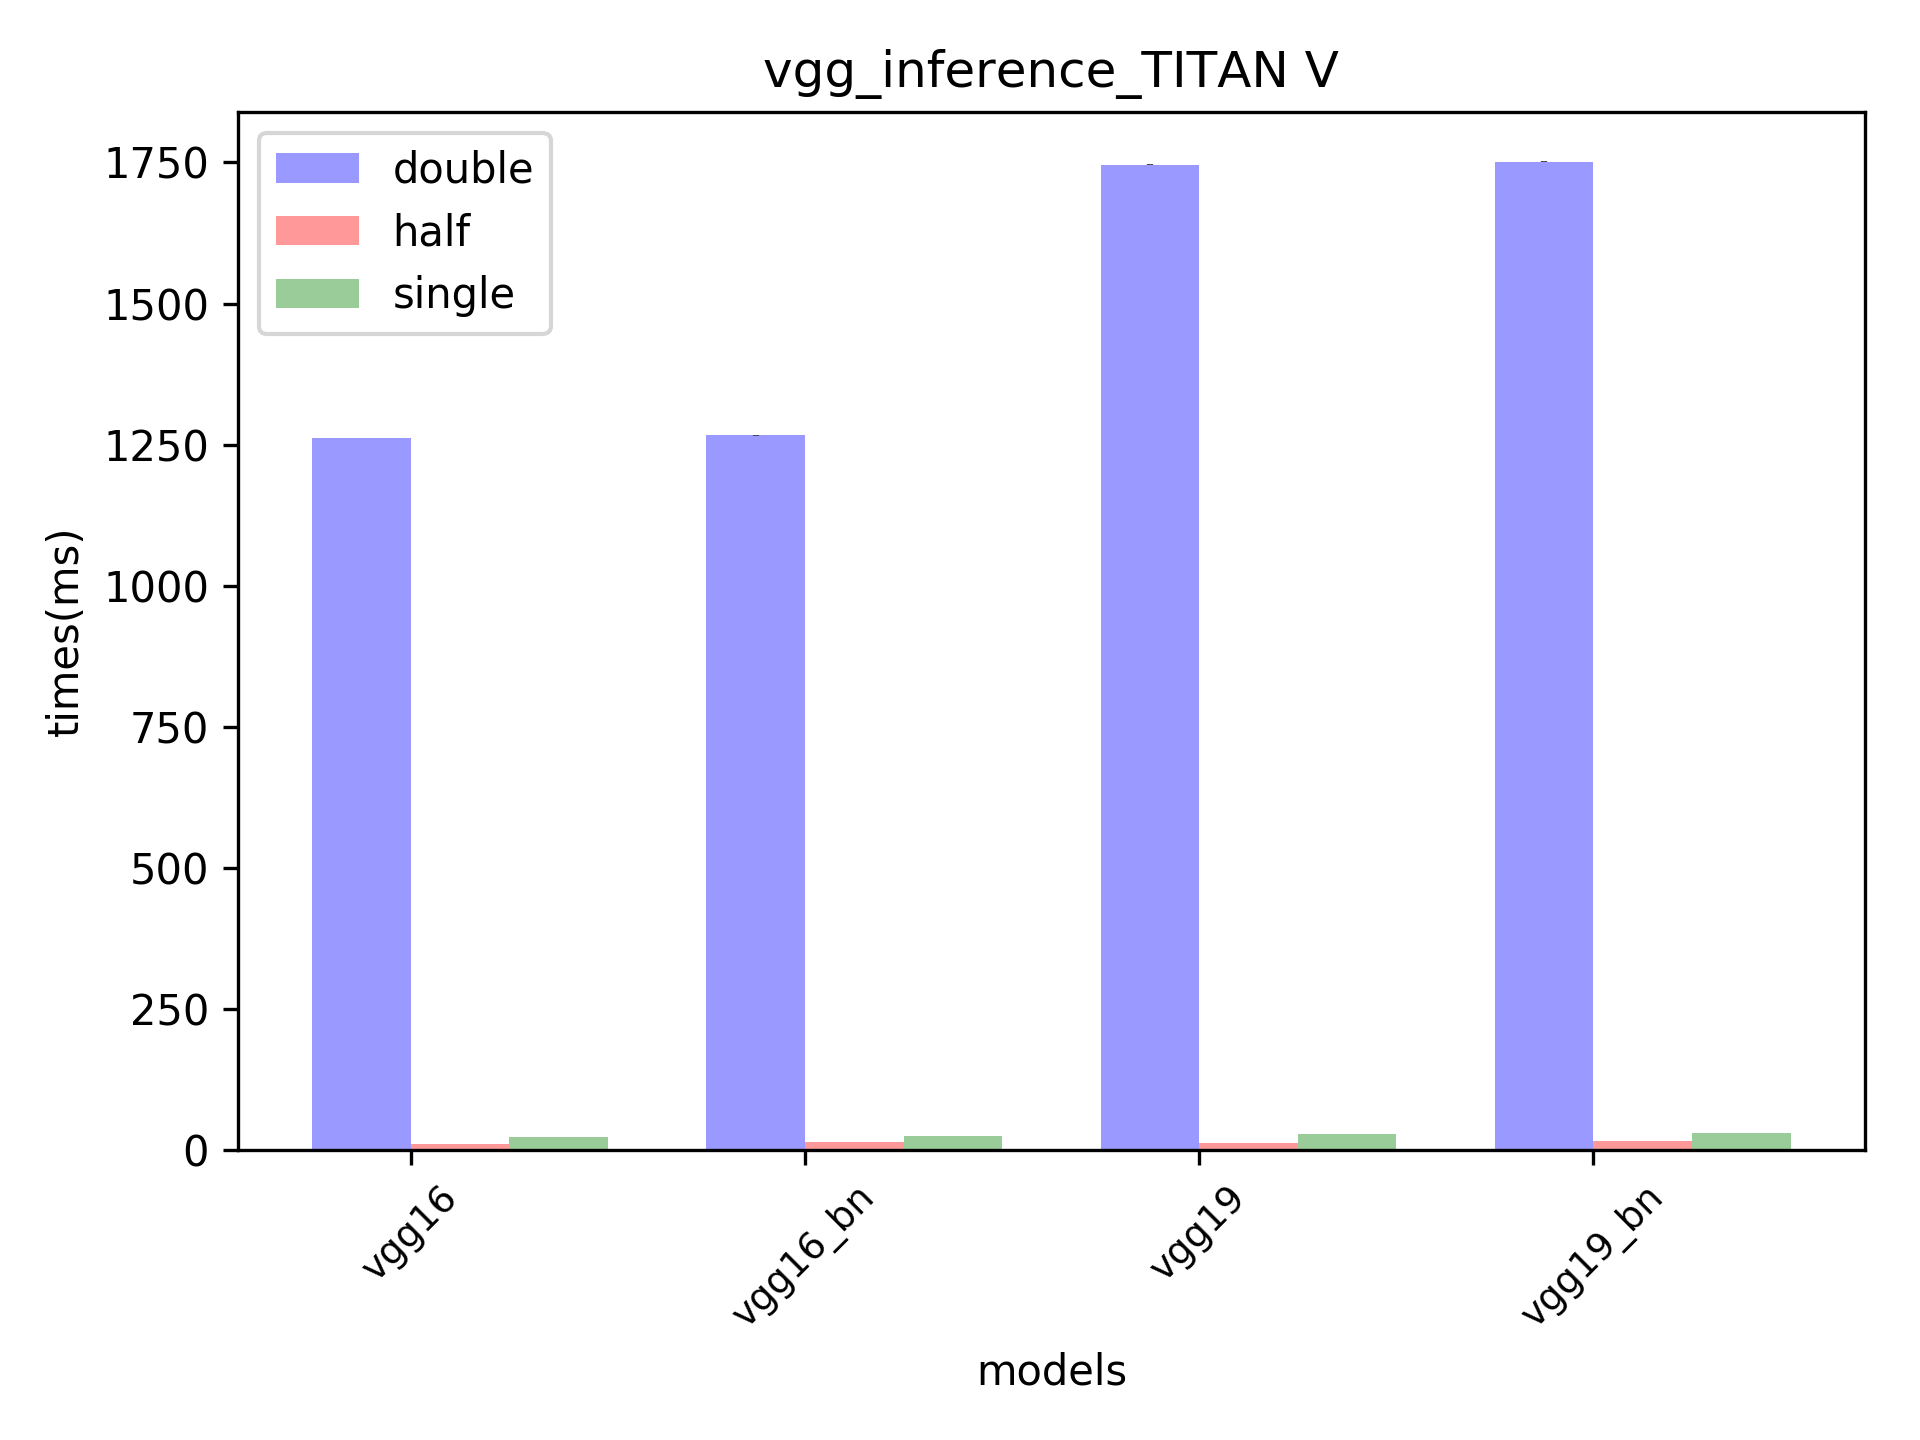 vgg_inference_TITAN V
double
half
single
1750
1500
1250
1000
750
500
250
0
times(ms)
vgg16
vgg16_bn
vgg19
vgg19_bn
models